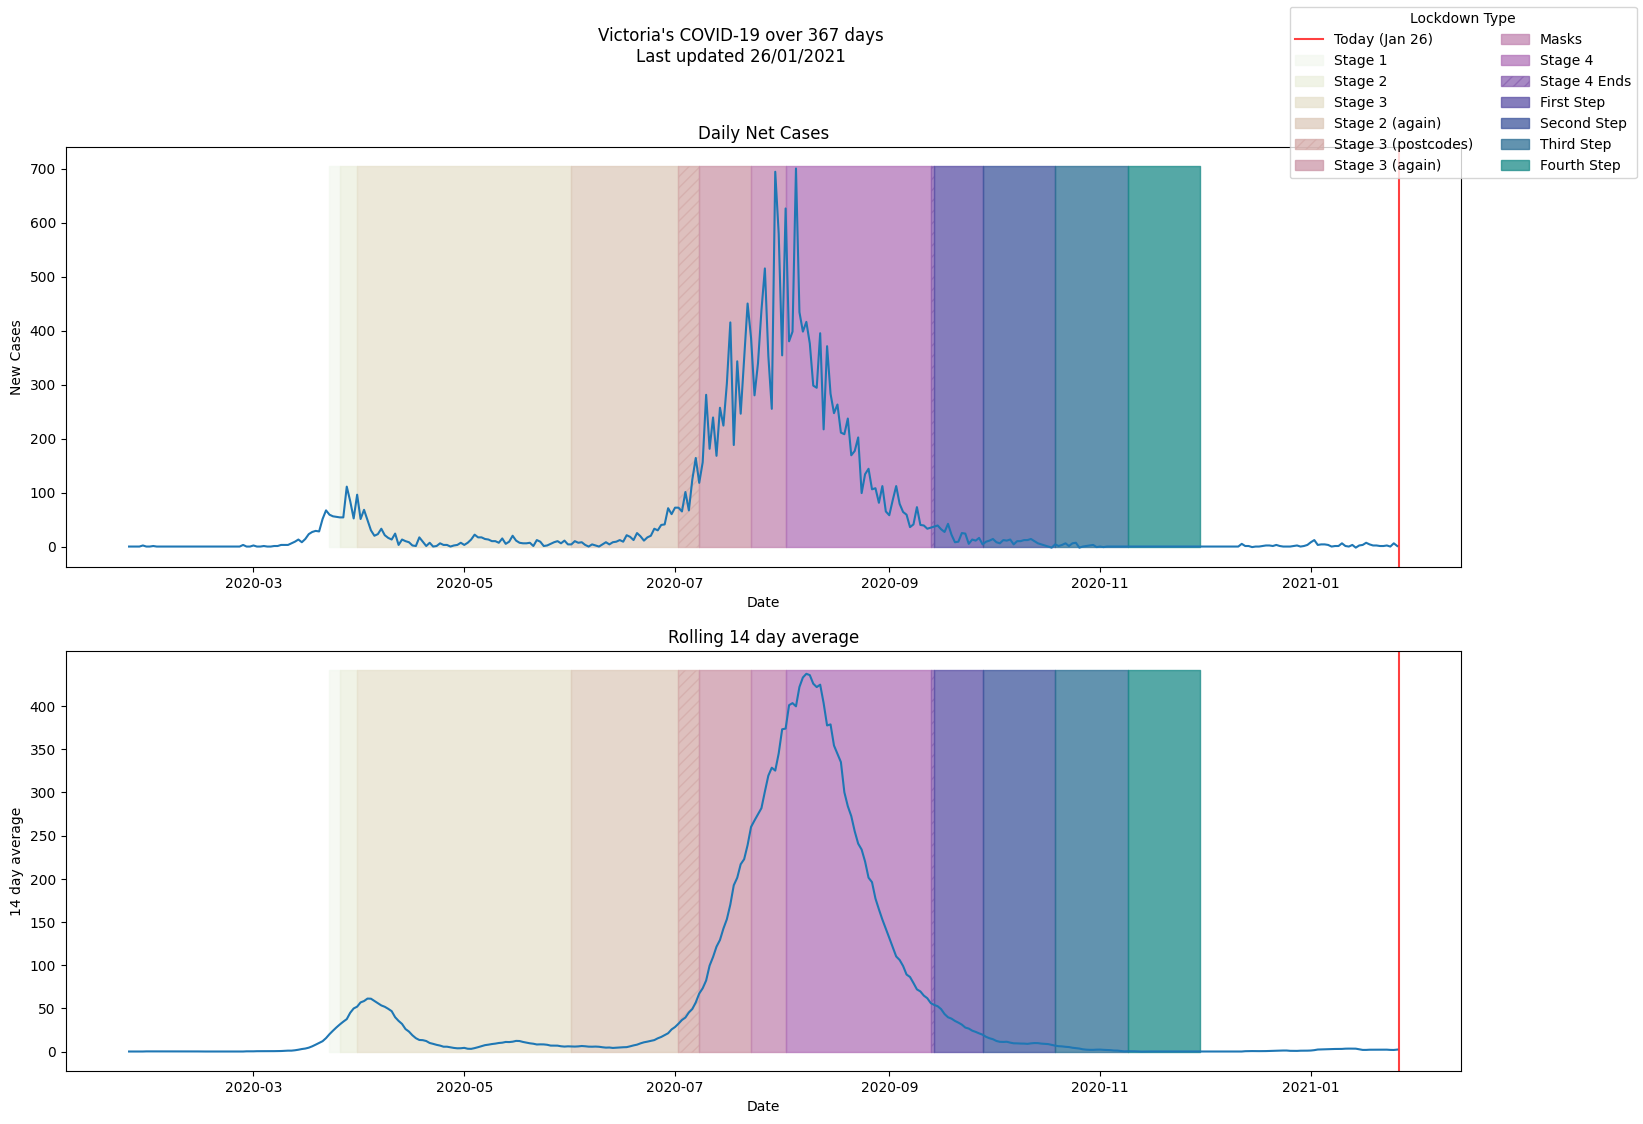 Victoria's COVID-19 over 367 days
Last updated 26/01/2021
Lockdown Type
Today (Jan 26)
Stage 1
Stage 2
Stage 3
Stage 2 (again)
Stage 3 (postcodes)
Stage 3 (again)
Masks
Stage 4
Stage 4 Ends
First Step
Second Step
Third Step
Fourth Step
Daily Net Cases
New Cases
700
600
500
400
300
200
100
0
2020-03
2020-05
2020-07
2020-09
2020-11
2021-01
Date
Rolling 14 day average
14 day average
400
350
300
250
200
150
100
50
0
2020-03
2020-05
2020-07
2020-09
2020-11
2021-01
Date